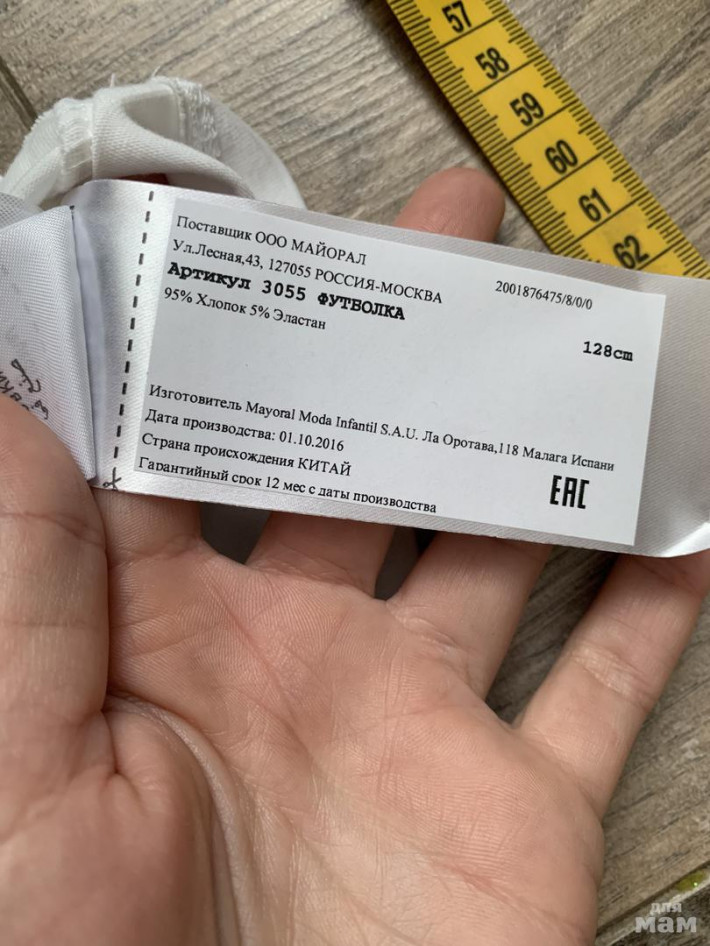 57
58
59
60
61
62
Поставщик ООО МАЙОРАЛ
Ул.Лесная,43, 127055 РОССИЯ-МОСКВА
2001876475/8/0/0
Артикул 3055 ФУТБОЛКА
95% Хлопок 5% Эластан
128cm
Изготовитель Mayoral Moda Infantil S.A.U. Ла Оротава,118 Малага Испани
Дата производства: 01.10.2016
Страна происхождения КИТАЙ
Гарантийный срок 12 мес с даты производства
ЕАС
для
мам